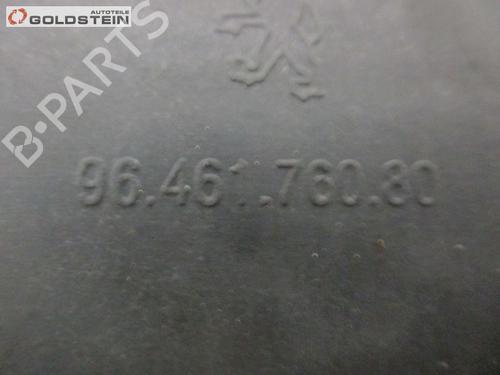 AUTOTEILE
GOLDSTEIN
B-PARTS
96.461.760.80